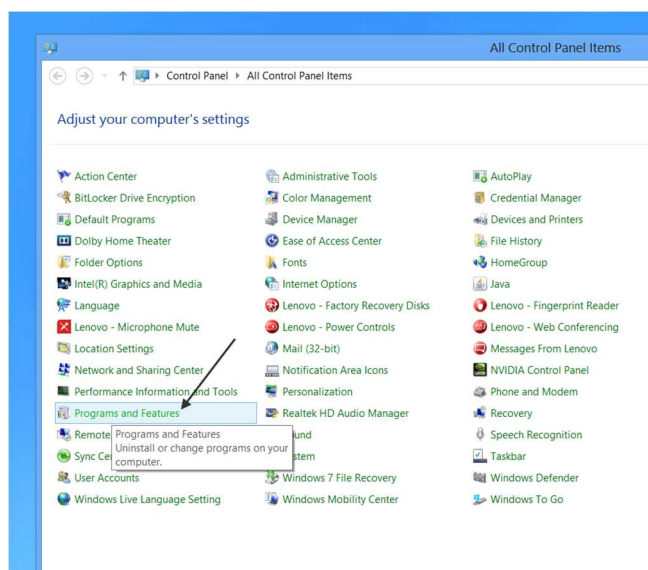 All Control Panel Items
Control Panel All Control Panel Items
Adjust your computer's settings
Action Center Administrative Tools AutoPlay
BitLocker Drive Encryption Color Management Credential Manager
Default Programs Device Manager Devices and Printers
Dolby Home Theater Ease of Access Center File History
Folder Options Fonts HomeGroup
Intel(R) Graphics and Media Internet Options Java
Language Lenovo - Factory Recovery Disks Lenovo - Fingerprint Reader
Lenovo - Microphone Mute Lenovo - Power Controls Lenovo - Web Conferencing
Location Settings Mail (32-bit) Messages From Lenovo
Network and Sharing Center Notification Area Icons NVIDIA Control Panel
Performance Information and Tools Personalization Phone and Modem
Programs and Features Realtek HD Audio Manager Recovery
Remote Programs and Features und Speech Recognition
Uninstall or change programs on your
Sync Ce computer. stem Taskbar
User Accounts Windows 7 File Recovery Windows Defender
Windows Live Language Setting Windows Mobility Center Windows To Go